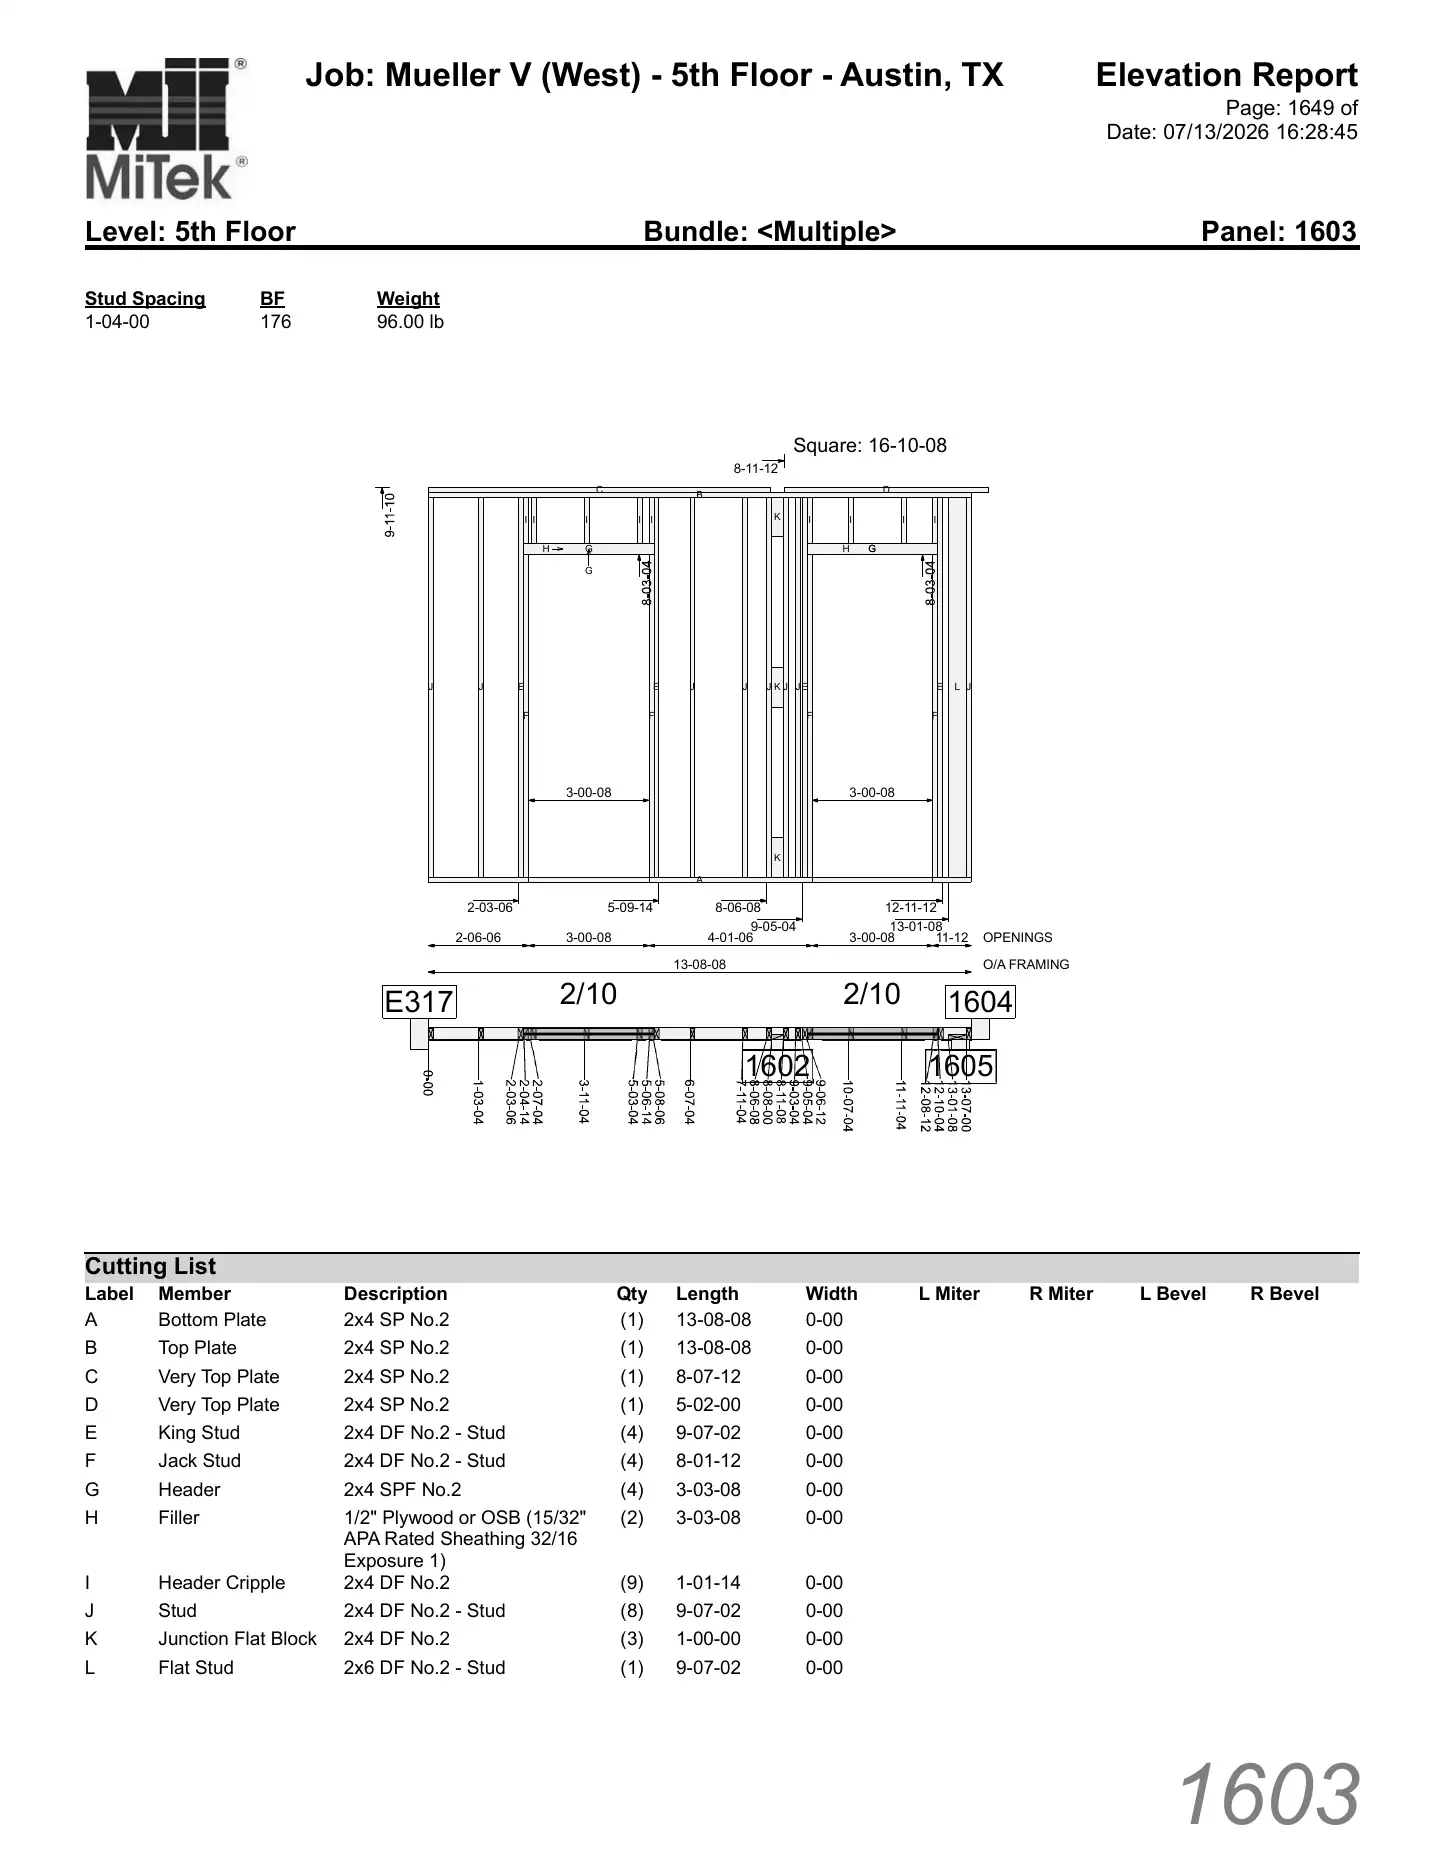 MiTek®
Job: Mueller V (West) - 5th Floor - Austin, TX
Elevation Report
Page: 1649 of
Date: 07/13/2026 16:28:45
Level: 5th Floor Bundle: <Multiple> Panel: 1603
Stud Spacing BF Weight
1-04-00 176 96.00 lb
Square: 16-10-08
8-11-12
9-11-10
C B D
I I I I I K I I I I
H G H G
G
8-03-04 8-03-04
J J E E J J J K J J E E L J
F F F F
3-00-08 3-00-08
K
A
2-03-06 5-09-14 8-06-08 12-11-12
9-05-04 13-01-08
2-06-06 3-00-08 4-01-06 3-00-08 11-12 OPENINGS
13-08-08 O/A FRAMING
E317 2/10 2/10 1604
1602 1605
0-00 1-03-04 2-03-06 2-04-14 2-07-04 3-11-04 5-03-04 5-06-14 5-08-06 6-07-04 7-11-04 8-06-08 8-08-00 8-11-08 9-03-04 9-05-04 9-06-12 10-07-04 11-11-04 12-08-12 12-10-04 13-01-08 13-07-00
Cutting List
Label Member Description Qty Length Width L Miter R Miter L Bevel R Bevel
A Bottom Plate 2x4 SP No.2 (1) 13-08-08 0-00
B Top Plate 2x4 SP No.2 (1) 13-08-08 0-00
C Very Top Plate 2x4 SP No.2 (1) 8-07-12 0-00
D Very Top Plate 2x4 SP No.2 (1) 5-02-00 0-00
E King Stud 2x4 DF No.2 - Stud (4) 9-07-02 0-00
F Jack Stud 2x4 DF No.2 - Stud (4) 8-01-12 0-00
G Header 2x4 SPF No.2 (4) 3-03-08 0-00
H Filler 1/2" Plywood or OSB (15/32" (2) 3-03-08 0-00
APA Rated Sheathing 32/16
Exposure 1)
I Header Cripple 2x4 DF No.2 (9) 1-01-14 0-00
J Stud 2x4 DF No.2 - Stud (8) 9-07-02 0-00
K Junction Flat Block 2x4 DF No.2 (3) 1-00-00 0-00
L Flat Stud 2x6 DF No.2 - Stud (1) 9-07-02 0-00
1603